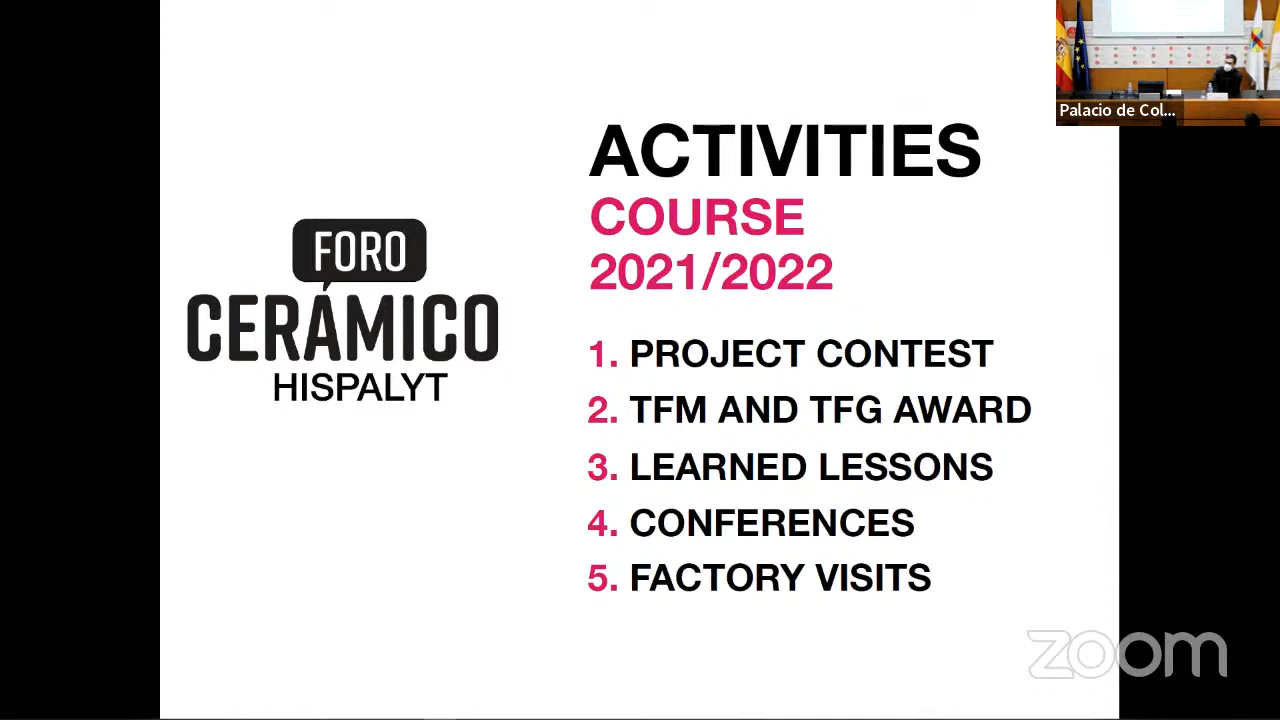 Palacio de Col...
FORO
CERÁMICO
HISPALYT
ACTIVITIES
COURSE
2021/2022
1. PROJECT CONTEST
2. TFM AND TFG AWARD
3. LEARNED LESSONS
4. CONFERENCES
5. FACTORY VISITS
zoom